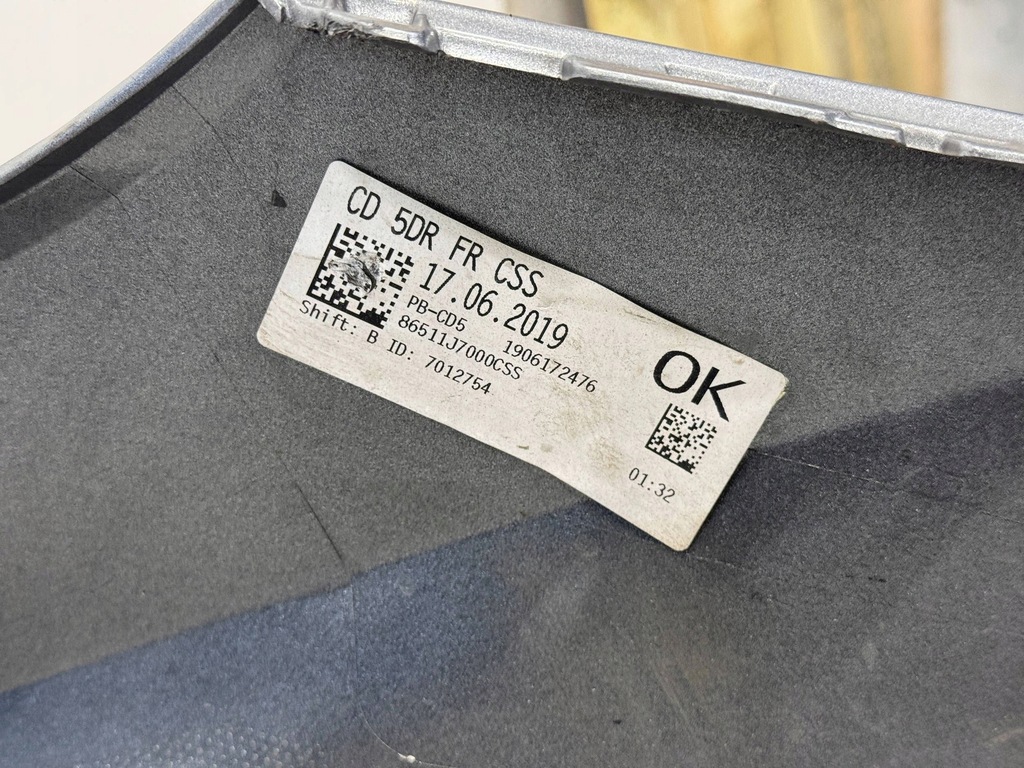 CD 5DR FR CSS
17.06.2019
PB-CD5 1906172476
86511J7000CSS
Shift: B ID: 7012754
OK
01:32